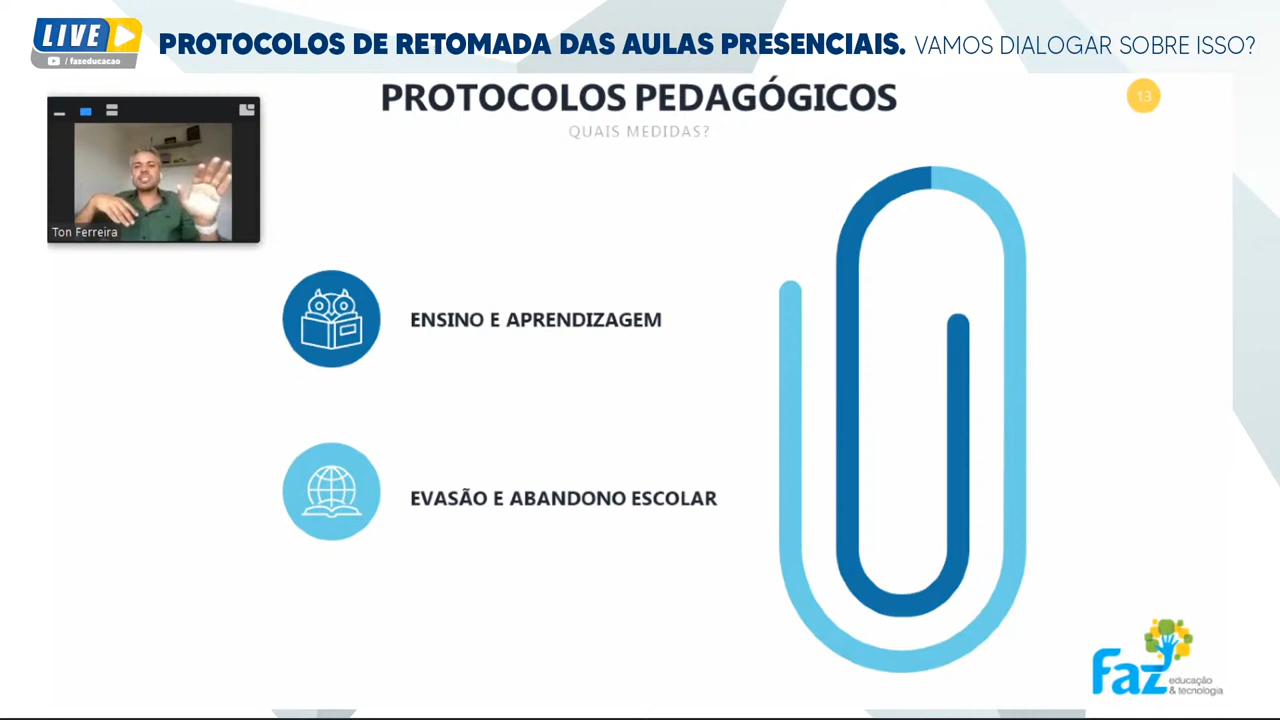 LIVE
/ fazeducacao
PROTOCOLOS DE RETOMADA DAS AULAS PRESENCIAIS. VAMOS DIALOGAR SOBRE ISSO?
PROTOCOLOS PEDAGÓGICOS
13
QUAIS MEDIDAS?
Ton Ferreira
ENSINO E APRENDIZAGEM
EVASÃO E ABANDONO ESCOLAR
faz
educação
& tecnologia